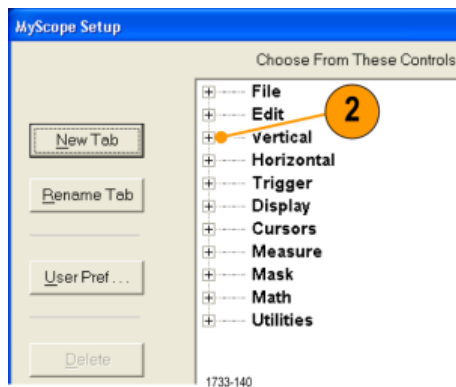 MyScope Setup
Choose From These Controls
File
Edit
2
Vertical
Horizontal
Trigger
Display
Cursors
Measure
Mask
Math
Utilities
New Tab
Rename Tab
User Pref . . .
Delete
1733-140